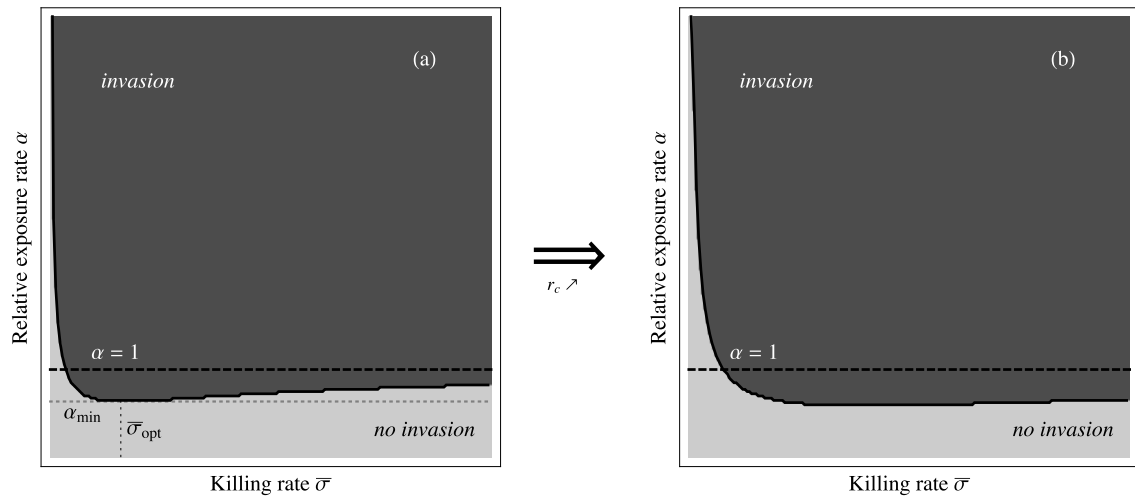 Relative exposure rate α
invasion
(a)
α = 1
α_min
σ̅_opt
no invasion
Killing rate σ̅
r_c ↗
Relative exposure rate α
invasion
(b)
α = 1
no invasion
Killing rate σ̅